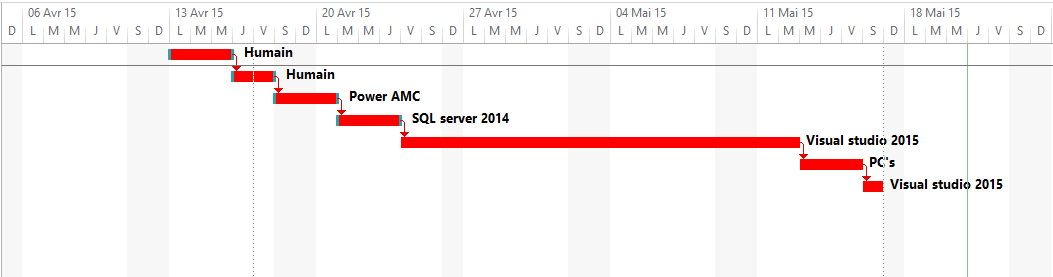 06 Avr 15 13 Avr 15 20 Avr 15 27 Avr 15 04 Mai 15 11 Mai 15 18 Mai 15
D L M M J V S D L M M J V S D L M M J V S D L M M J V S D L M M J V S D L M M J V S D L M M J V S D
Humain
Humain
Power AMC
SQL server 2014
Visual studio 2015
PC's
Visual studio 2015